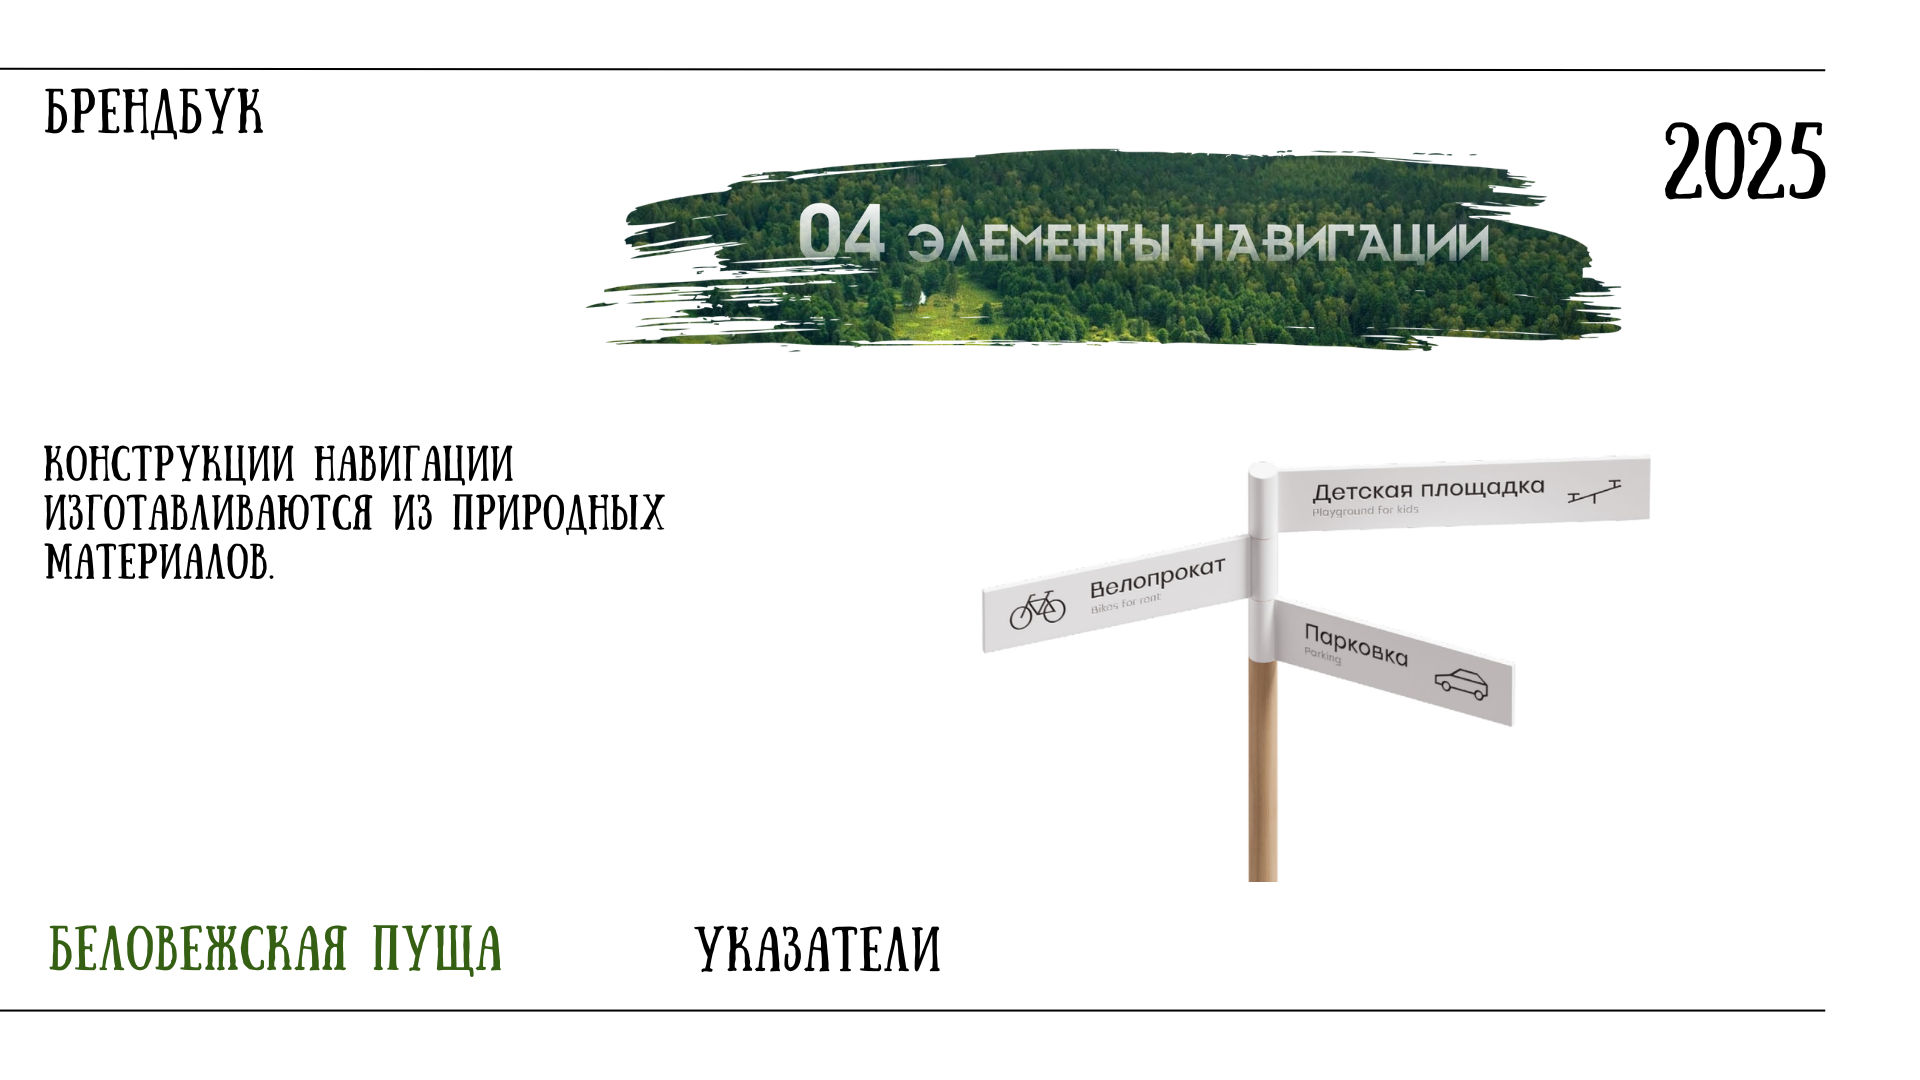 БРЕНДБУК
2025
04 ЭЛЕМЕНТЫ НАВИГАЦИИ
КОНСТРУКЦИИ НАВИГАЦИИ
ИЗГОТАВЛИВАЮТСЯ ИЗ ПРИРОДНЫХ
МАТЕРИАЛОВ.
Детская площадка
Playground for kids
Велопрокат
Bikes for rent
Парковка
Parking
БЕЛОВЕЖСКАЯ ПУЩА
УКАЗАТЕЛИ